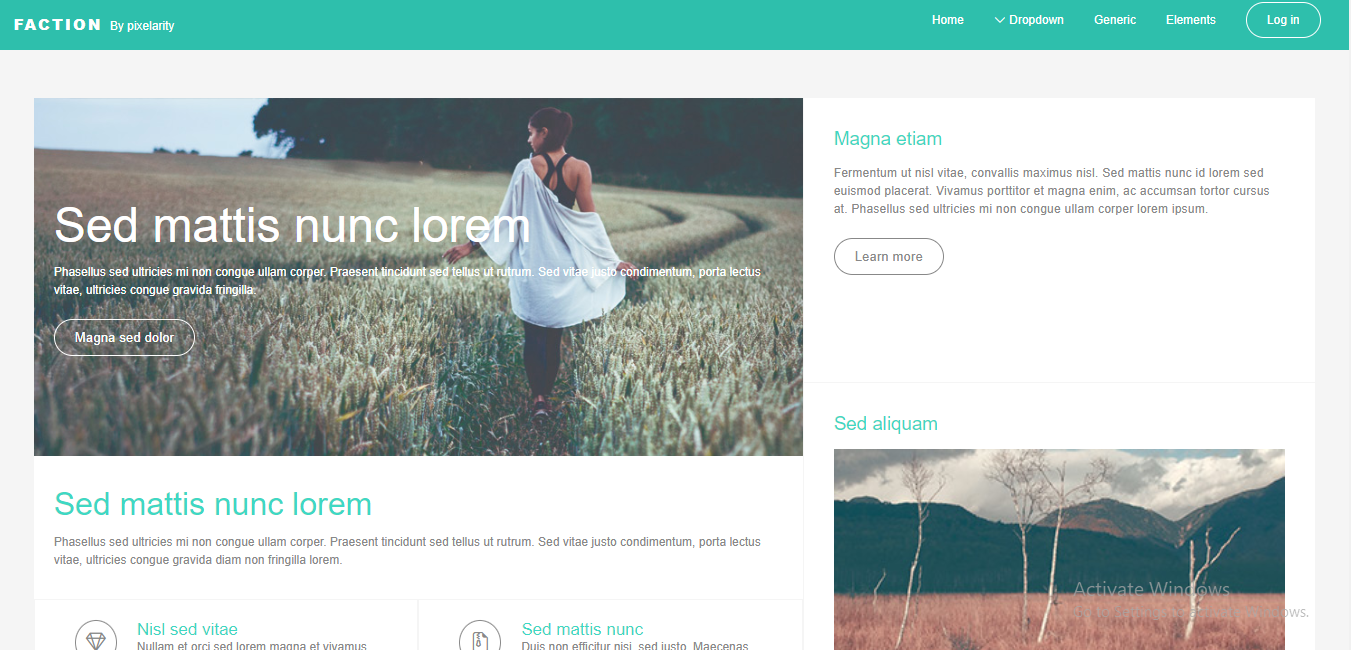 FACTION By pixelarity
Home
Dropdown
Generic
Elements
Log in
Sed mattis nunc lorem
Phasellus sed ultricies mi non congue ullam corper. Praesent tincidunt sed tellus ut rutrum. Sed vitae justo condimentum, porta lectus
vitae, ultricies congue gravida fringilla.
Magna sed dolor
Sed mattis nunc lorem
Phasellus sed ultricies mi non congue ullam corper. Praesent tincidunt sed tellus ut rutrum. Sed vitae justo condimentum, porta lectus
vitae, ultricies congue gravida diam non fringilla lorem.
Nisl sed vitae
Nullam et orci sed lorem magna et vivamus
Sed mattis nunc
Duis non efficitur nisi, sed justo. Maecenas
Magna etiam
Fermentum ut nisl vitae, convallis maximus nisl. Sed mattis nunc id lorem sed
euismod placerat. Vivamus porttitor et magna enim, ac accumsan tortor cursus
at. Phasellus sed ultricies mi non congue ullam corper lorem ipsum.
Learn more
Sed aliquam
Activate Windows